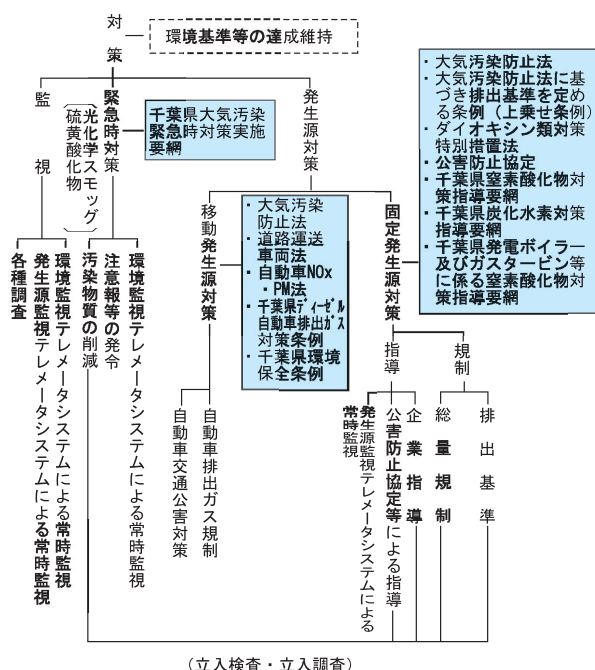 対策
環境基準等の達成維持
監視
緊急時対策
光化学スモッグ
硫黄酸化物
千葉県大気汚染
緊急時対策実施
要綱
発生源対策
・大気汚染防止法
・大気汚染防止法に基
づき排出基準を定め
る条例（上乗せ条例）
・ダイオキシン類対策
特別措置法
・公害防止協定
・千葉県窒素酸化物対
策指導要綱
・千葉県炭化水素対策
指導要綱
・千葉県発電ボイラー
及びガスタービン等
に係る窒素酸化物対
策指導要綱
移動発生源対策
・大気汚染
防止法
・道路運送
車両法
・自動車NOx
・PM法
・千葉県ディーゼル
自動車排出ガス
対策条例
・千葉県環境
保全条例
固定発生源対策
各種調査
発生源監視テレメータシステムによる常時監視
環境監視テレメータシステムによる常時監視
汚染物質の削減
注意報等の発令
環境監視テレメータシステムによる常時監視
自動車交通公害対策
自動車排出ガス規制
指導
規制
発生源監視テレメータシステムによる
常時監視
公害防止協定等による指導
企業指導
総量規制
排出基準
（立入検査・立入調査）